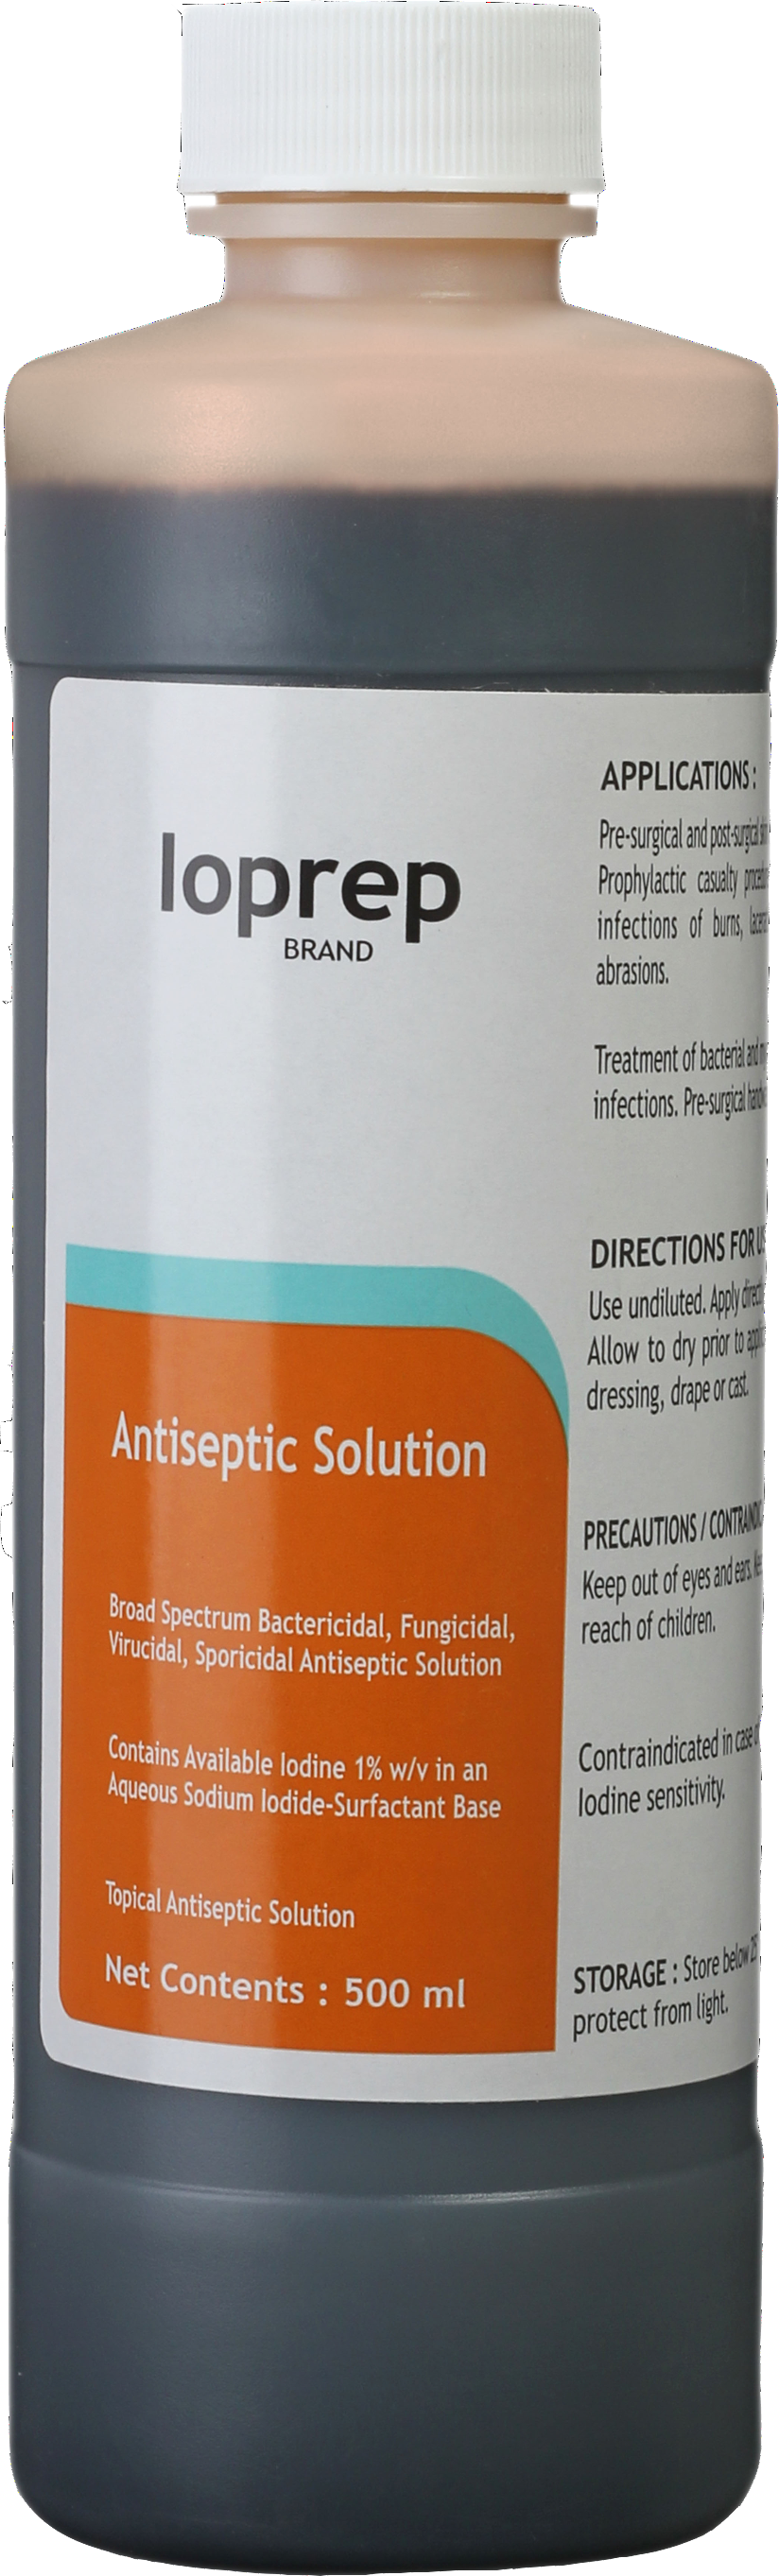 Ioprep
BRAND
Antiseptic Solution
Broad Spectrum Bactericidal, Fungicidal,
Virucidal, Sporicidal Antiseptic Solution
Contains Available Iodine 1% w/v in an
Aqueous Sodium Iodide-Surfactant Base
Topical Antiseptic Solution
Net Contents : 500 ml
APPLICATIONS :
Pre-surgical and post-surgical
Prophylactic casualty
infections of burns,
abrasions.
Treatment of bacterial and
infections. Pre-surgical
DIRECTIONS FOR
Use undiluted. Apply
Allow to dry prior to
dressing, drape or cast.
PRECAUTIONS /
Keep out of eyes and ears.
reach of children.
Contraindicated in case
Iodine sensitivity.
STORAGE : Store below
protect from light.